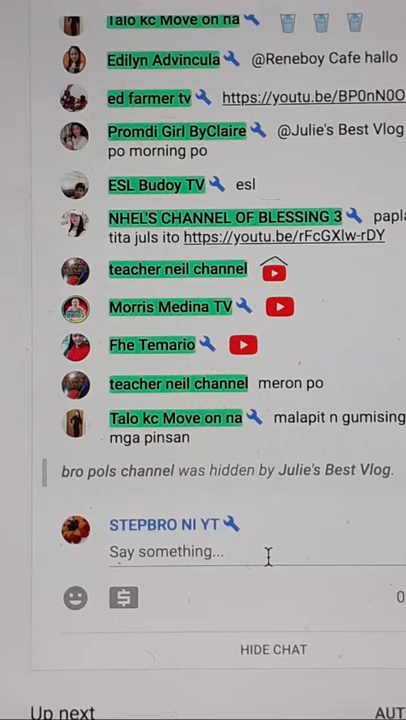 Talo kc Move on na
Edilyn Advincula @Reneboy Cafe hallo
ed farmer tv https://youtu.be/BP0nN0O
Promdi Girl ByClaire @Julie's Best Vlog
po morning po
ESL Budoy TV esl
NHEL'S CHANNEL OF BLESSING 3 papla
tita juls ito https://youtu.be/rFcGXlw-rDY
teacher neil channel
Morris Medina TV
Fhe Temario
teacher neil channel meron po
Talo kc Move on na malapit n gumising
mga pinsan
bro pols channel was hidden by Julie's Best Vlog.
STEPBRO NI YT
Say something...
0
HIDE CHAT
Up next AUT